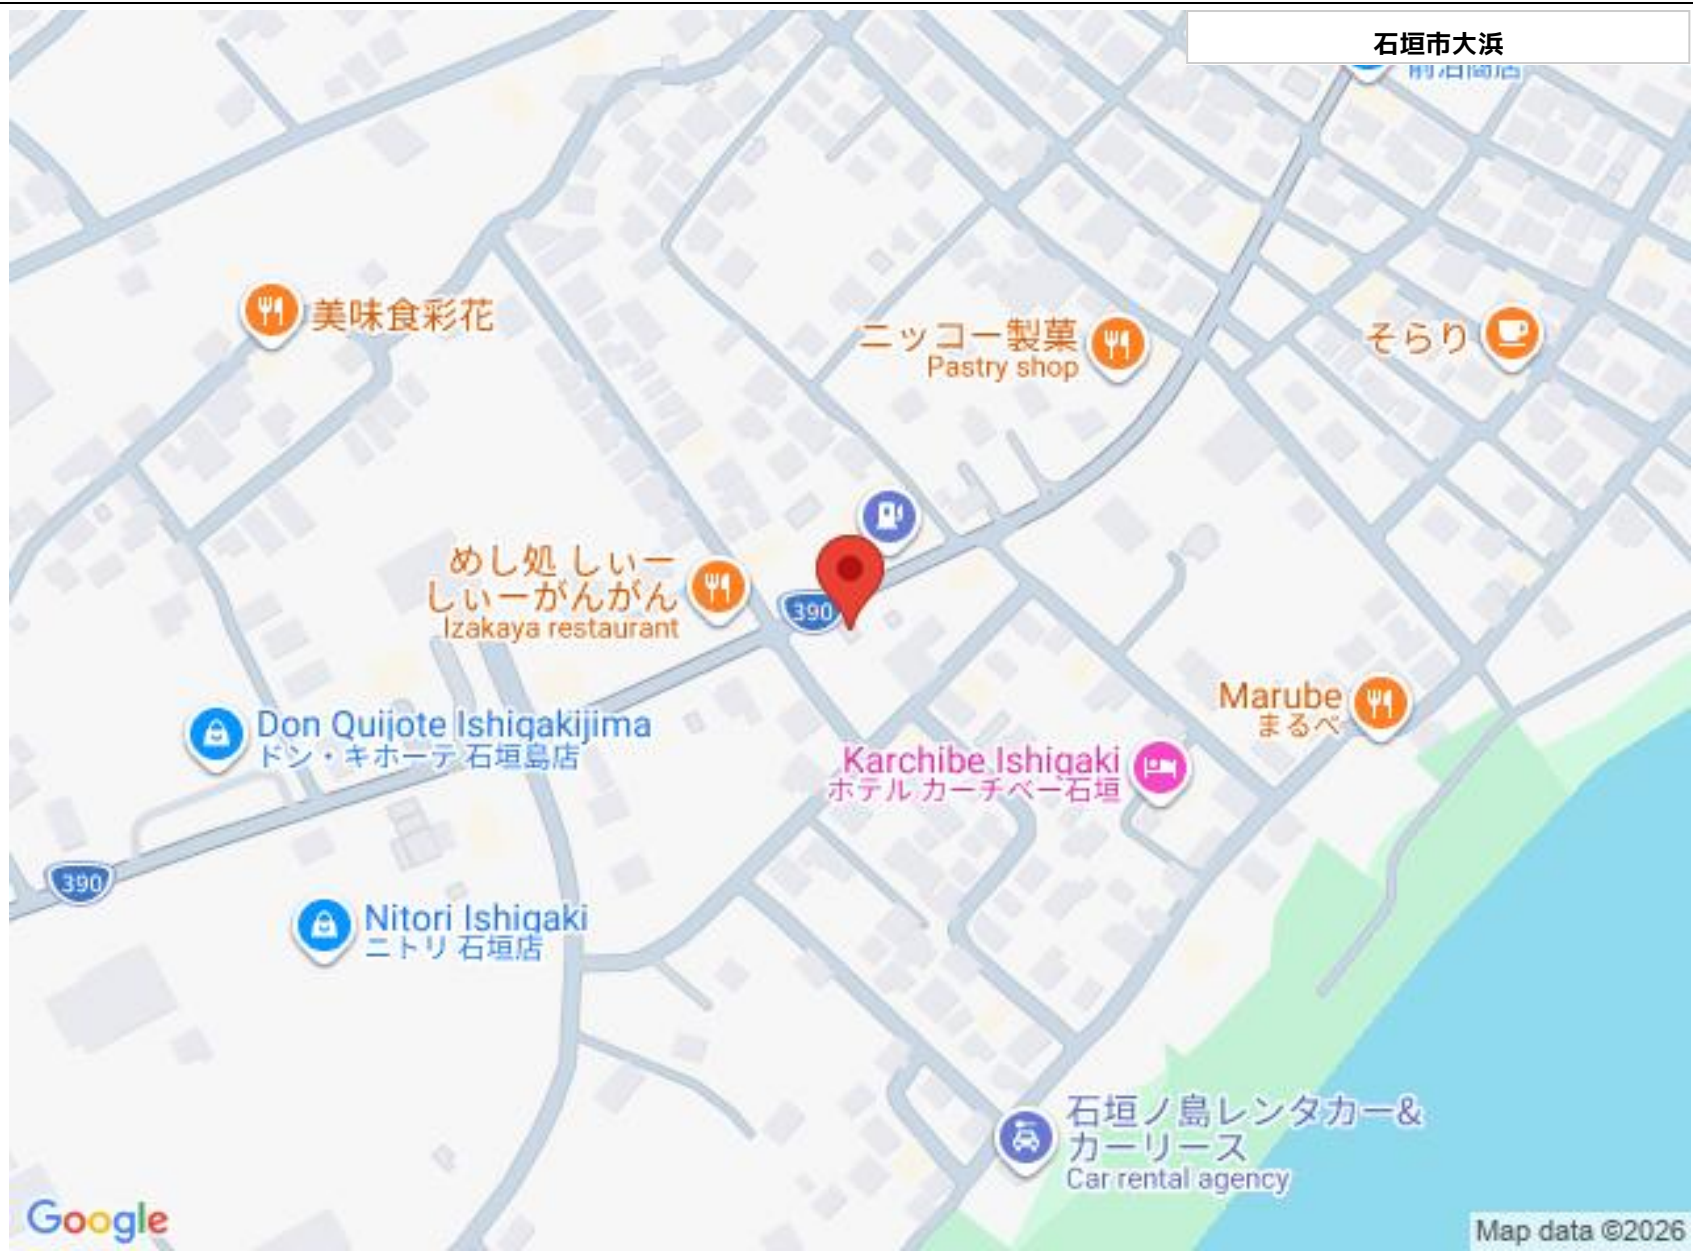 石垣市大浜
前泊商店
美味食彩花
ニッコー製菓
Pastry shop
そらり
めし処 しぃー
しぃーがんがん
Izakaya restaurant
390
Don Quijote Ishigakijima
ドン・キホーテ 石垣島店
Marube
まるべ
Karchibe Ishigaki
ホテル カーチベー石垣
390
Nitori Ishigaki
ニトリ 石垣店
石垣ノ島レンタカー&
カーリース
Car rental agency
Google
Map data ©2026